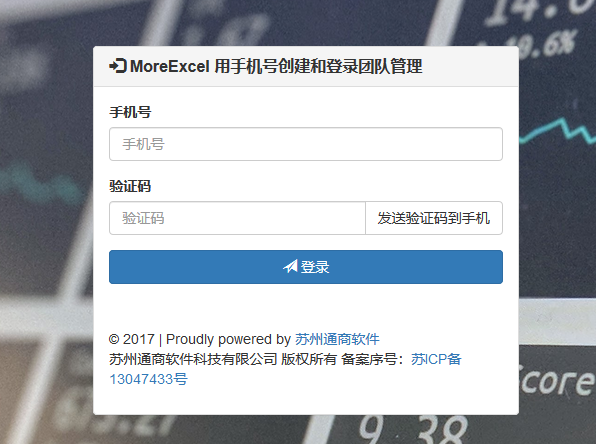 MoreExcel 用手机号创建和登录团队管理
手机号
手机号
验证码
验证码 发送验证码到手机
登录
© 2017 | Proudly powered by 苏州通商软件
苏州通商软件科技有限公司 版权所有 备案序号：苏ICP备
13047433号
14.0
40.6%
Score
673.27
9.38